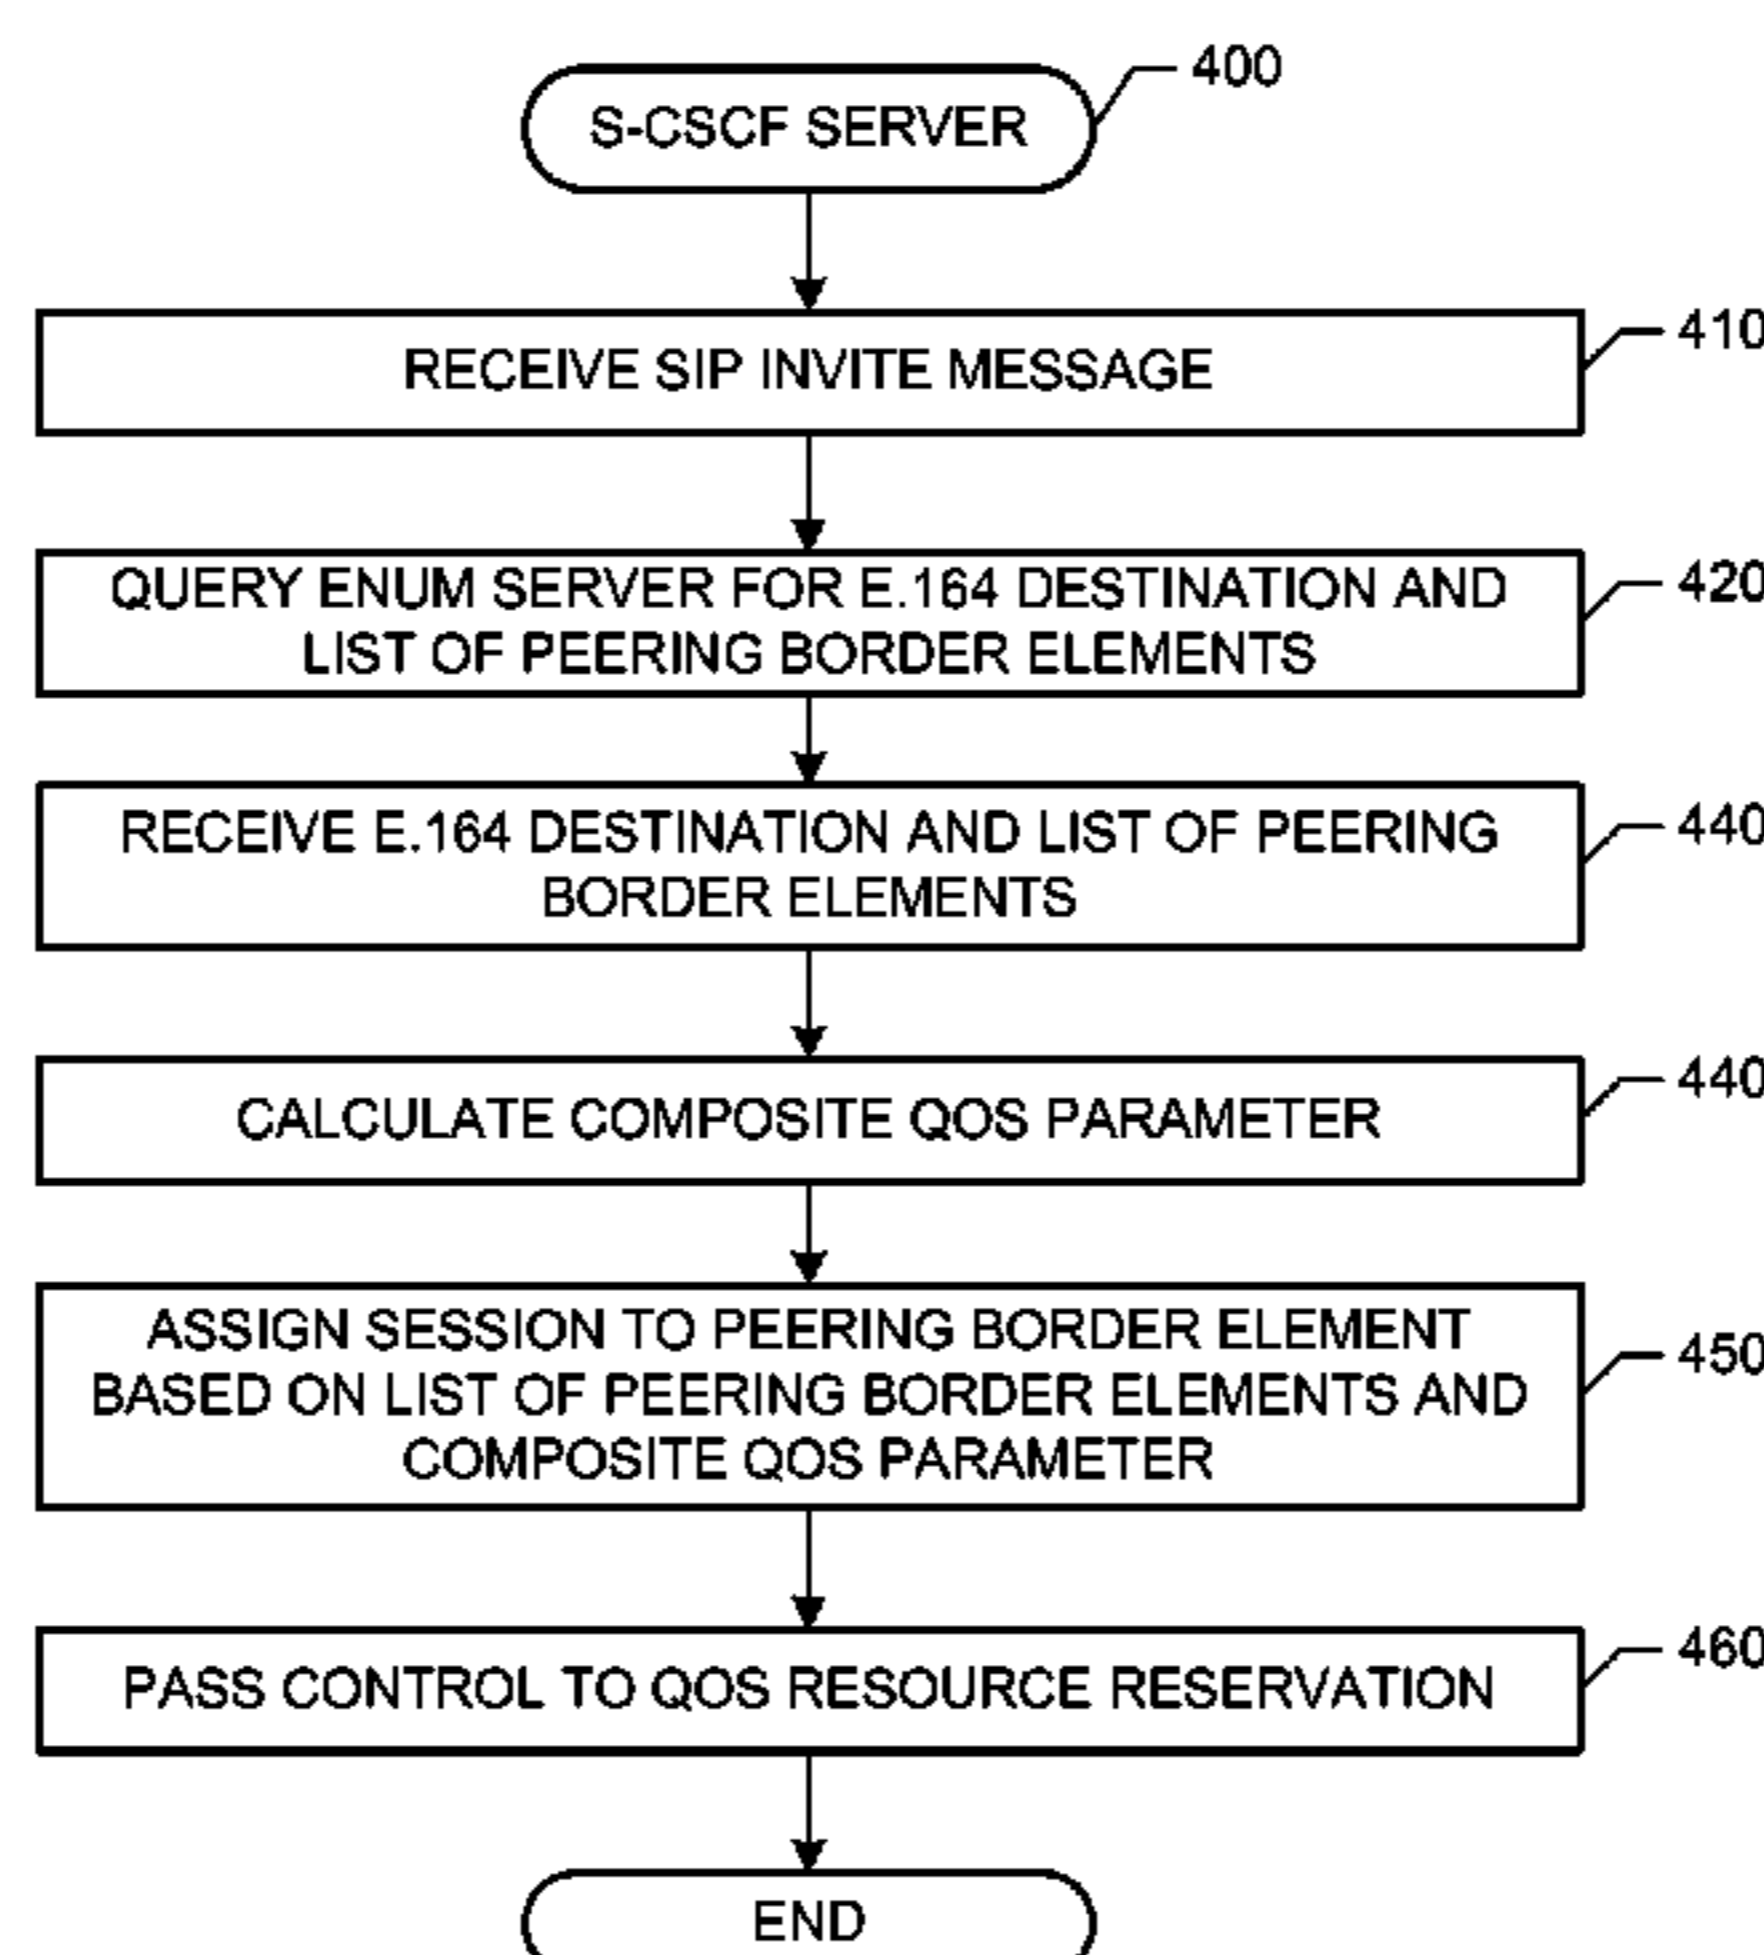 400
S-CSCF SERVER
410
RECEIVE SIP INVITE MESSAGE
420
QUERY ENUM SERVER FOR E.164 DESTINATION AND
LIST OF PEERING BORDER ELEMENTS
440
RECEIVE E.164 DESTINATION AND LIST OF PEERING
BORDER ELEMENTS
440
CALCULATE COMPOSITE QOS PARAMETER
450
ASSIGN SESSION TO PEERING BORDER ELEMENT
BASED ON LIST OF PEERING BORDER ELEMENTS AND
COMPOSITE QOS PARAMETER
460
PASS CONTROL TO QOS RESOURCE RESERVATION
END